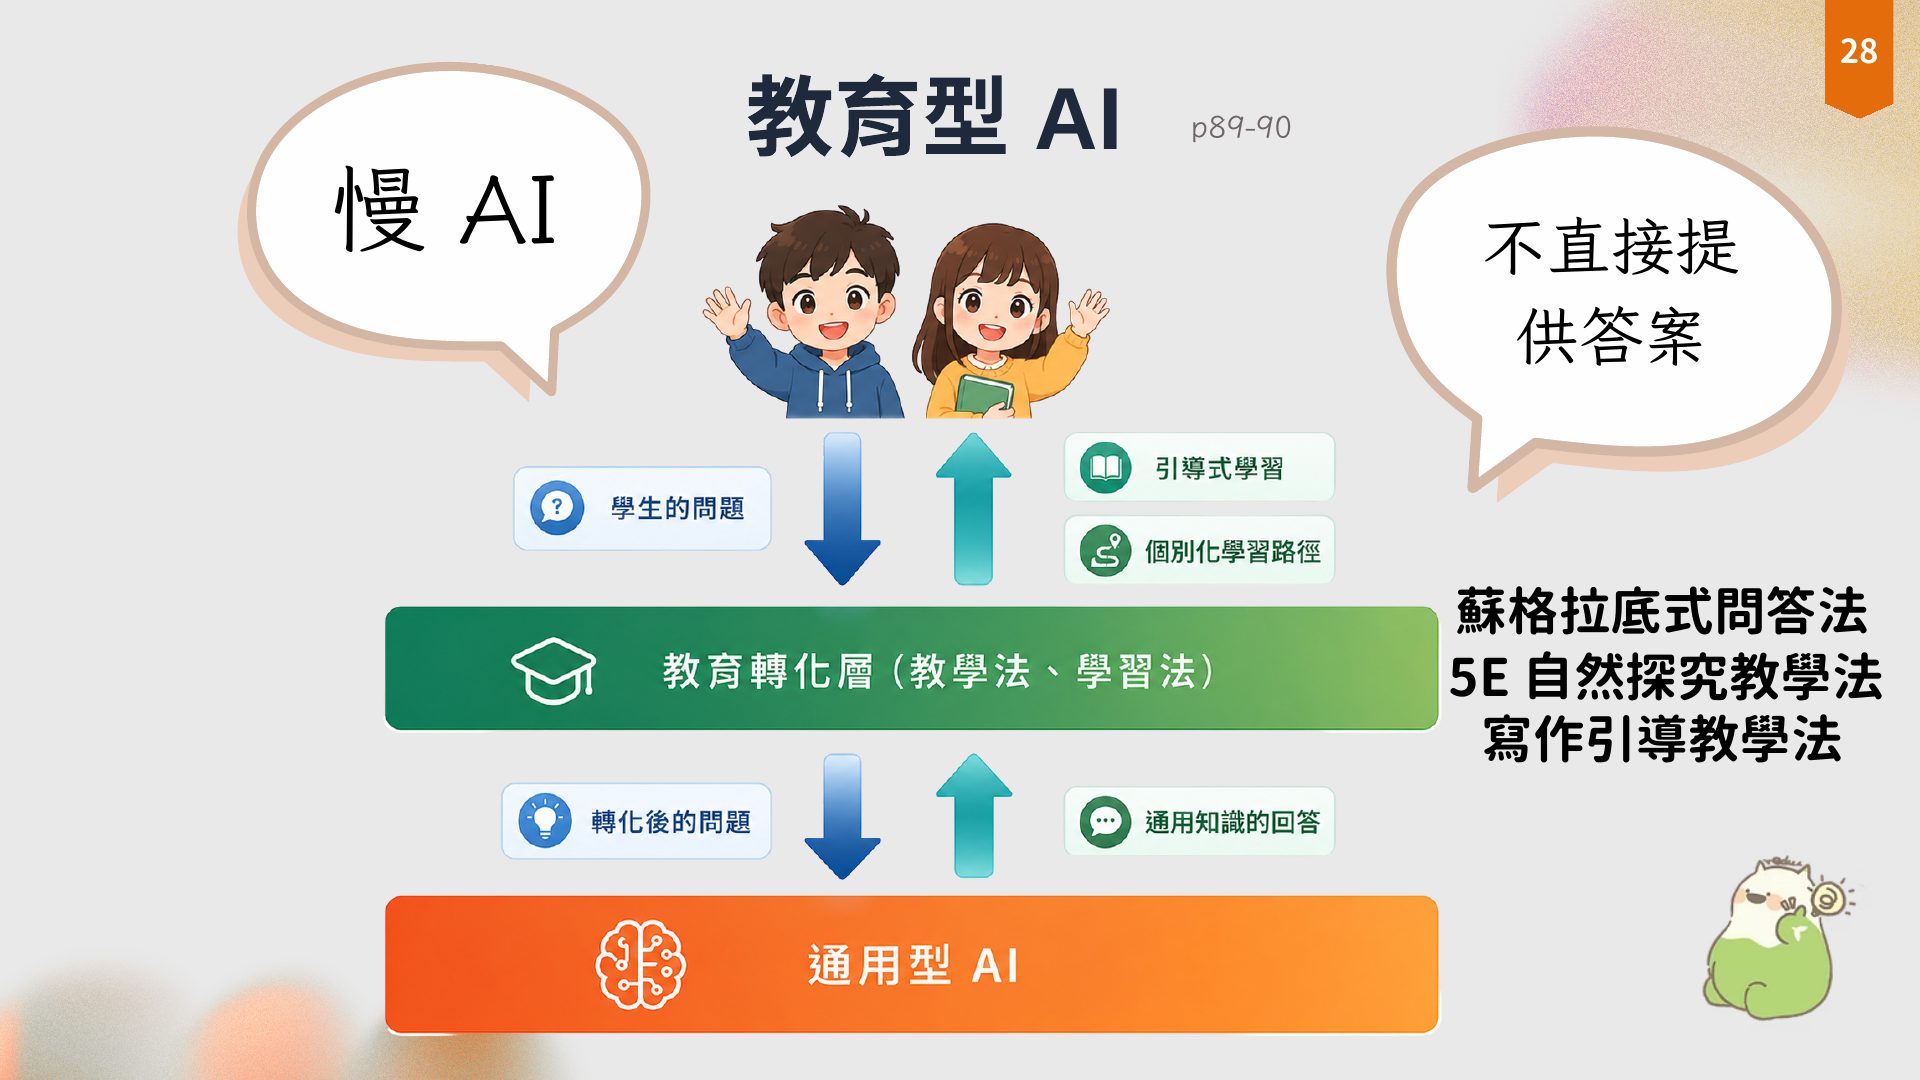 28
教育型 AI
p89-90
慢 AI
不直接提
供答案
學生的問題
引導式學習
個別化學習路徑
教育轉化層 (教學法、學習法)
蘇格拉底式問答法
5E 自然探究教學法
寫作引導教學法
轉化後的問題
通用知識的回答
通用型 AI